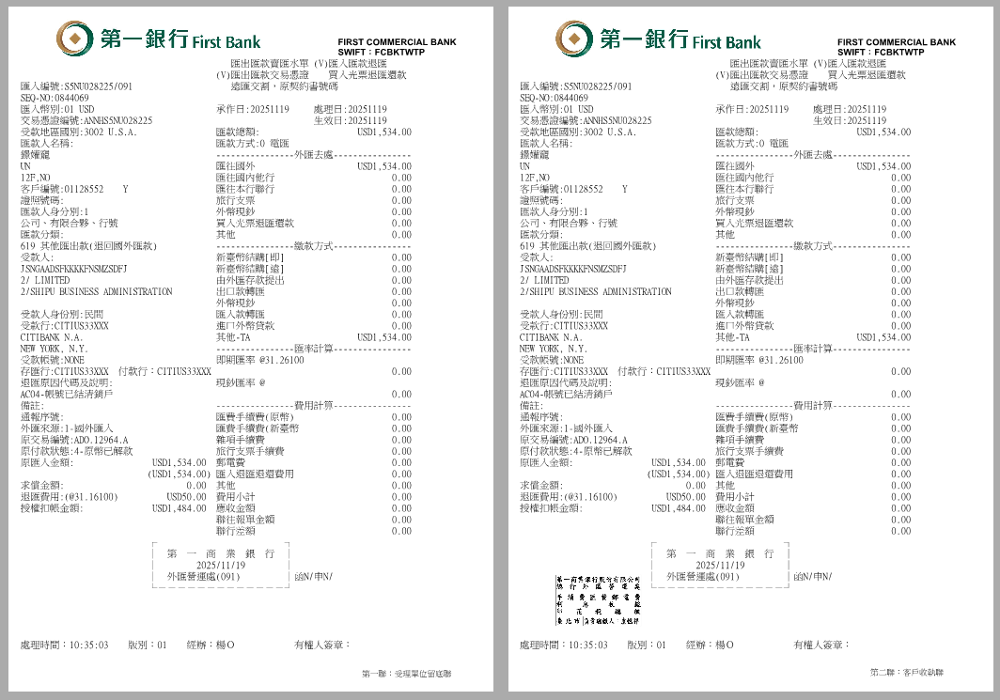 第一銀行 First Bank
FIRST COMMERCIAL BANK
SWIFT：FCBKTWTP
匯出匯款賣匯水單 (V)匯入匯款退匯
(V)匯出匯款交易憑證 買入光票退匯還款
遠匯交割，原契約書號碼
匯入編號:S5NU028225/091
SEQ-NO:0844069
匯入幣別:01 USD 承作日:20251119 處理日:20251119
交易憑證編號:ANNHS5NU028225 生效日:20251119
受款地區國別:3002 U.S.A. 匯款總額: USD1,534.00
匯款人名稱: 匯款方式:0 電匯
--------------外匯去處--------------
UN 匯往國外 USD1,534.00
12F,NO 匯往國內他行 0.00
客戶編號:01128552 Y 匯往本行聯行 0.00
證照號碼: 旅行支票 0.00
匯款人身分別:1 外幣現鈔 0.00
公司、有限合夥、行號 買入光票退匯還款 0.00
匯款分類: 其他 0.00
619 其他匯出款(退回國外匯款) --------------繳款方式--------------
受款人: 新臺幣結購[即] 0.00
JSNGAADSFKKKKFNSMZSDFJ 新臺幣結購[遠] 0.00
2/ LIMITED 由外匯存款提出 0.00
2/SHIPU BUSINESS ADMINISTRATION 出口款轉匯 0.00
外幣現鈔 0.00
受款人身份別:民間 匯入款轉匯 0.00
受款行:CITIUS33XXX 進口外幣貸款 0.00
CITIBANK N.A. 其他-TA USD1,534.00
NEW YORK, N.Y. --------------匯率計算--------------
受款帳號:NONE 即期匯率 @31.26100
存匯行:CITIUS33XXX 付款行：CITIUS33XXX 0.00
退匯原因代碼及說明: 現鈔匯率 @
AC04-帳號已結清銷戶 0.00
備註: --------------費用計算--------------
通報序號: 匯費手續費(原幣) 0.00
外匯來源:1-國外匯入 匯費手續費(新臺幣 0.00
原交易編號:ADO.12964.A 雜項手續費 0.00
原付款狀態:4-原幣已解款 旅行支票手續費 0.00
原匯入金額: USD1,534.00 郵電費 0.00
(USD1,534.00) 匯入退匯退還費用 0.00
求償金額: 0.00 其他 0.00
退匯費用:(@31.16100) USD50.00 費用小計 0.00
授權扣帳金額: USD1,484.00 應收金額 0.00
聯往報單金額 0.00
聯行差額 0.00
第 一 商 業 銀 行
2025/11/19
外匯營運處(091) 函N/申N/
處理時間：10:35:03 版別：01 經辦：楊O 有權人簽章：
第一聯：受理單位留底聯
第一銀行 First Bank
FIRST COMMERCIAL BANK
SWIFT：FCBKTWTP
匯出匯款賣匯水單 (V)匯入匯款退匯
(V)匯出匯款交易憑證 買入光票退匯還款
遠匯交割，原契約書號碼
匯入編號:S5NU028225/091
SEQ-NO:0844069
匯入幣別:01 USD 承作日:20251119 處理日:20251119
交易憑證編號:ANNHS5NU028225 生效日:20251119
受款地區國別:3002 U.S.A. 匯款總額: USD1,534.00
匯款人名稱: 匯款方式:0 電匯
--------------外匯去處--------------
UN 匯往國外 USD1,534.00
12F,NO 匯往國內他行 0.00
客戶編號:01128552 Y 匯往本行聯行 0.00
證照號碼: 旅行支票 0.00
匯款人身分別:1 外幣現鈔 0.00
公司、有限合夥、行號 買入光票退匯還款 0.00
匯款分類: 其他 0.00
619 其他匯出款(退回國外匯款) --------------繳款方式--------------
受款人: 新臺幣結購[即] 0.00
JSNGAADSFKKKKFNSMZSDFJ 新臺幣結購[遠] 0.00
2/ LIMITED 由外匯存款提出 0.00
2/SHIPU BUSINESS ADMINISTRATION 出口款轉匯 0.00
外幣現鈔 0.00
受款人身份別:民間 匯入款轉匯 0.00
受款行:CITIUS33XXX 進口外幣貸款 0.00
CITIBANK N.A. 其他-TA USD1,534.00
NEW YORK, N.Y. --------------匯率計算--------------
受款帳號:NONE 即期匯率 @31.26100
存匯行:CITIUS33XXX 付款行：CITIUS33XXX 0.00
退匯原因代碼及說明: 現鈔匯率 @
AC04-帳號已結清銷戶 0.00
備註: --------------費用計算--------------
通報序號: 匯費手續費(原幣) 0.00
外匯來源:1-國外匯入 匯費手續費(新臺幣 0.00
原交易編號:ADO.12964.A 雜項手續費 0.00
原付款狀態:4-原幣已解款 旅行支票手續費 0.00
原匯入金額: USD1,534.00 郵電費 0.00
(USD1,534.00) 匯入退匯退還費用 0.00
求償金額: 0.00 其他 0.00
退匯費用:(@31.16100) USD50.00 費用小計 0.00
授權扣帳金額: USD1,484.00 應收金額 0.00
聯往報單金額 0.00
聯行差額 0.00
第 一 商 業 銀 行
2025/11/19
外匯營運處(091) 函N/申N/
第一商業銀行股份有限公司
手續費匯費郵電費
臺北市
處理時間：10:35:03 版別：01 經辦：楊O 有權人簽章：
第二聯：客戶收執聯